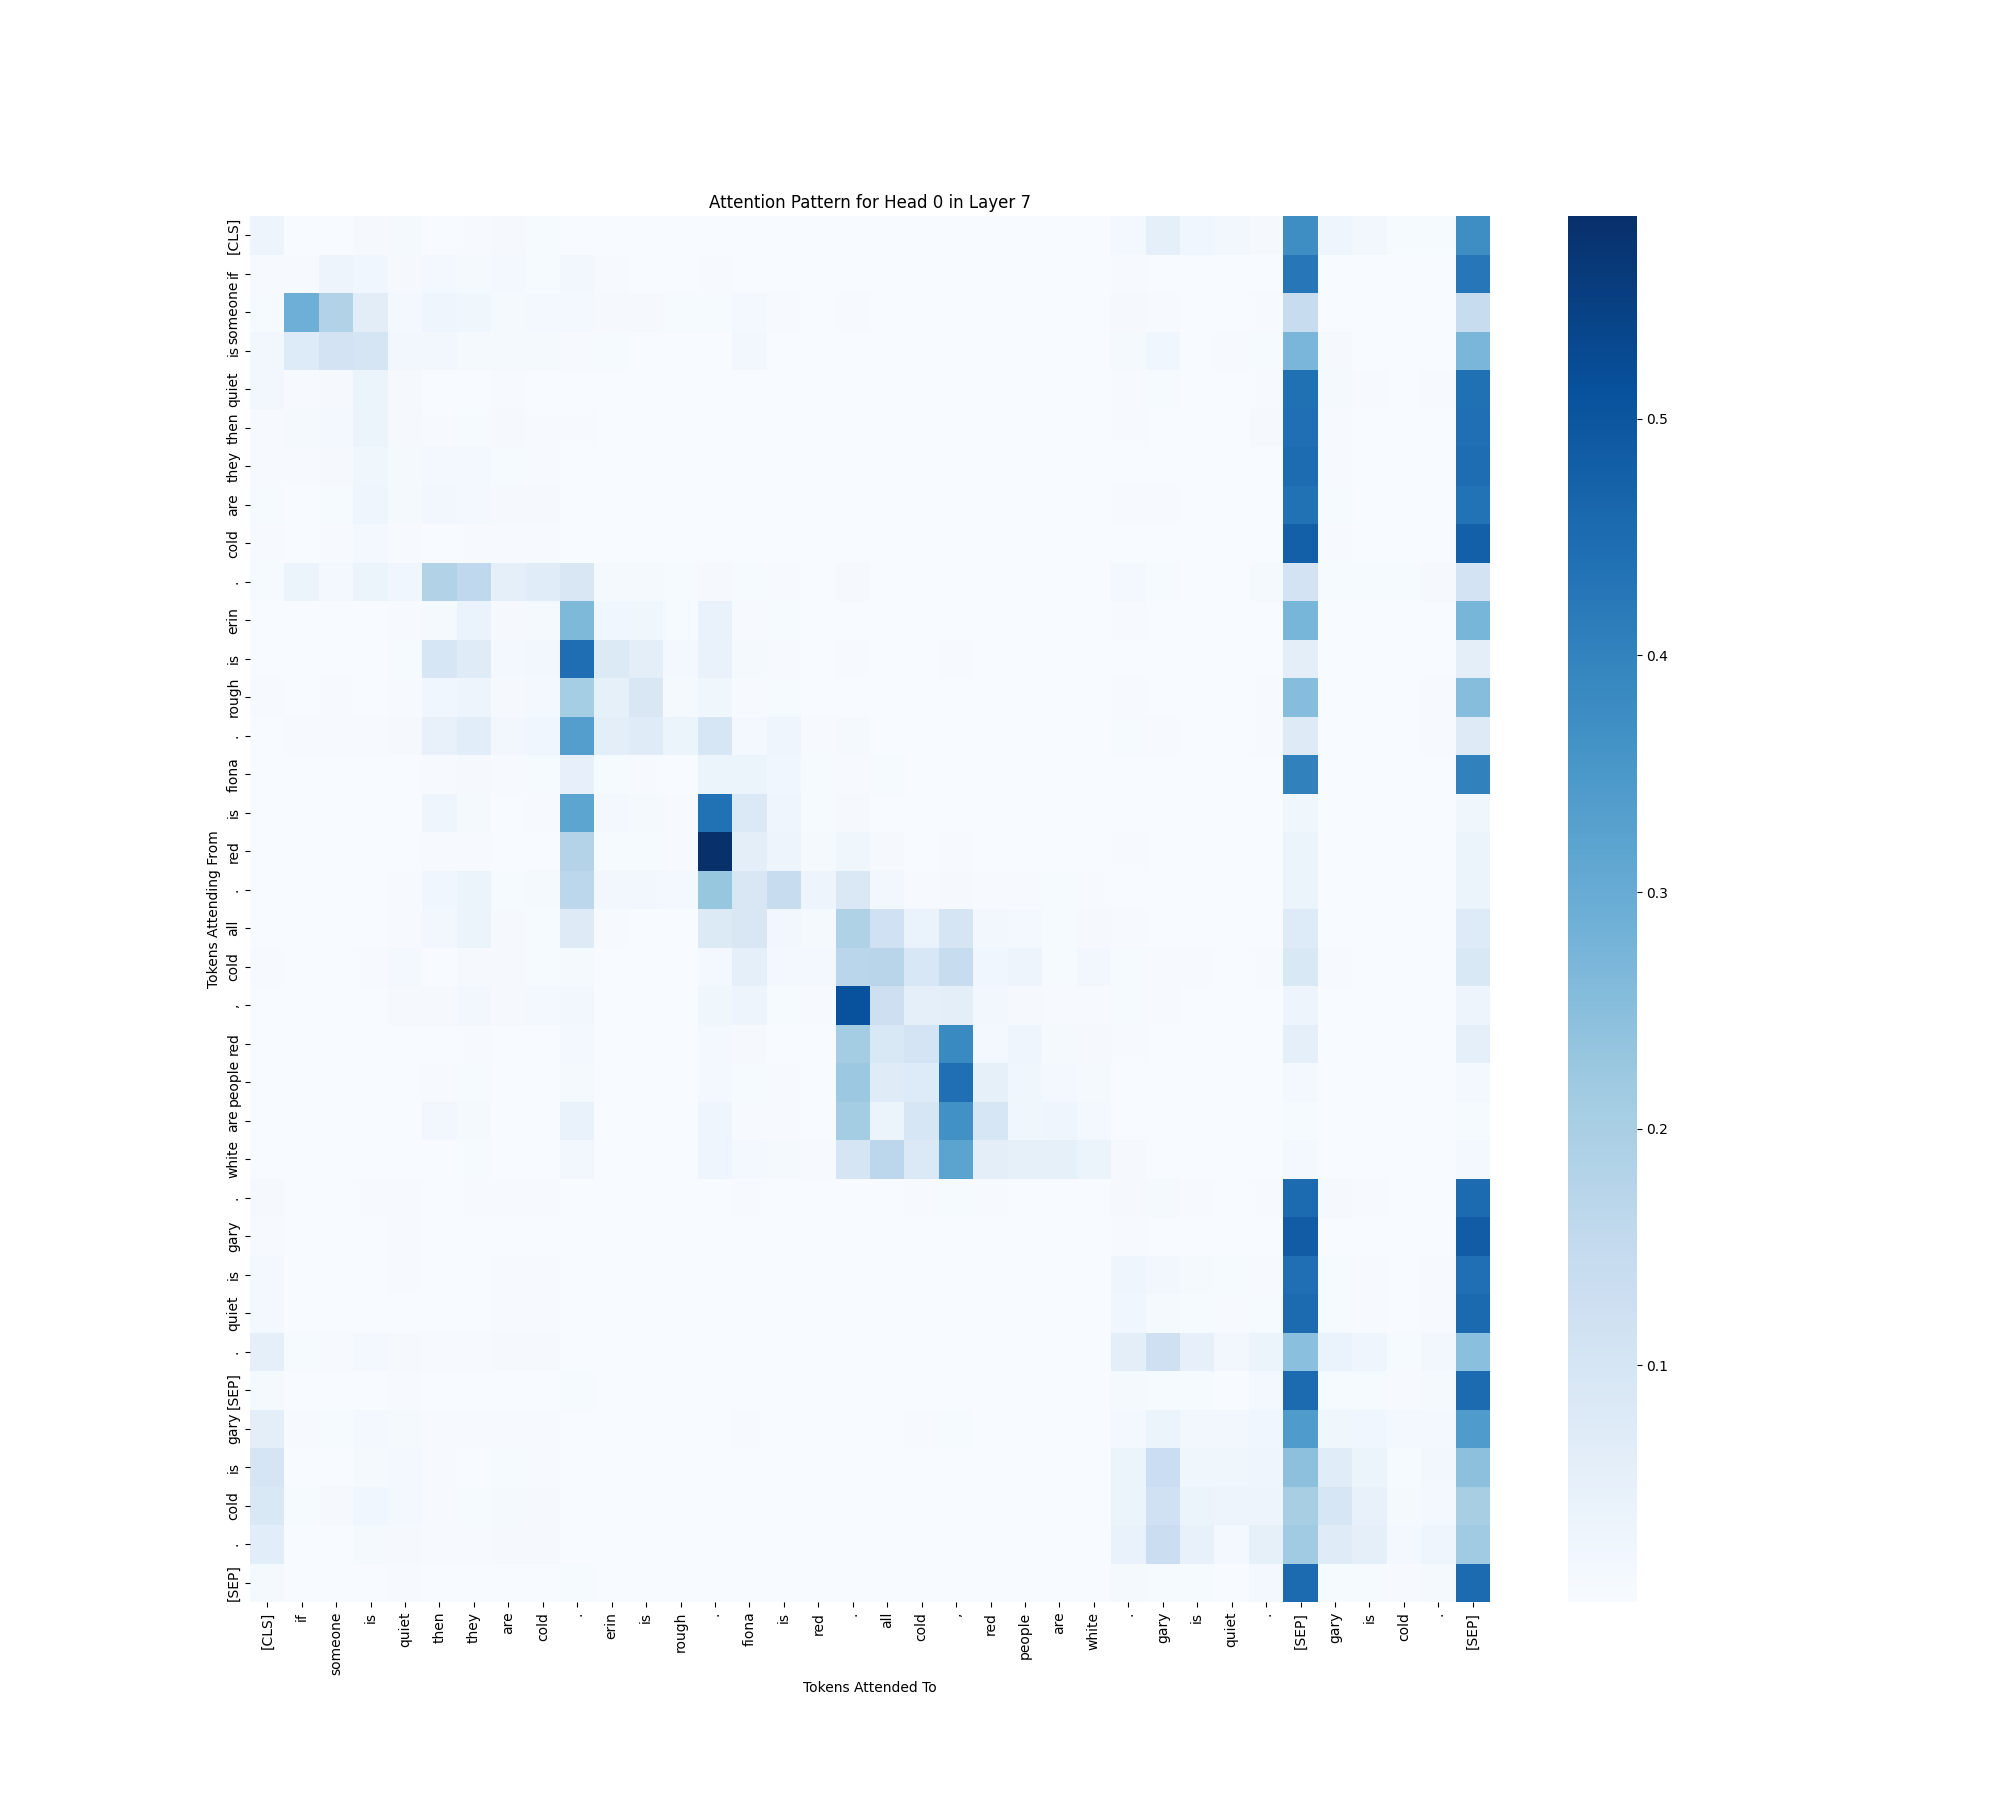 Attention Pattern for Head 0 in Layer 7
Tokens Attending From
[CLS]
if
someone
is
quiet
then
they
are
cold
.
erin
is
rough
.
fiona
is
red
.
all
cold
,
red
people
are
white
.
gary
is
quiet
.
[SEP]
gary
is
cold
.
[SEP]
[CLS] if someone is quiet then they are cold . erin is rough . fiona is red . all cold , red people are white . gary is quiet . [SEP] gary is cold . [SEP]
Tokens Attended To
0.5
0.4
0.3
0.2
0.1